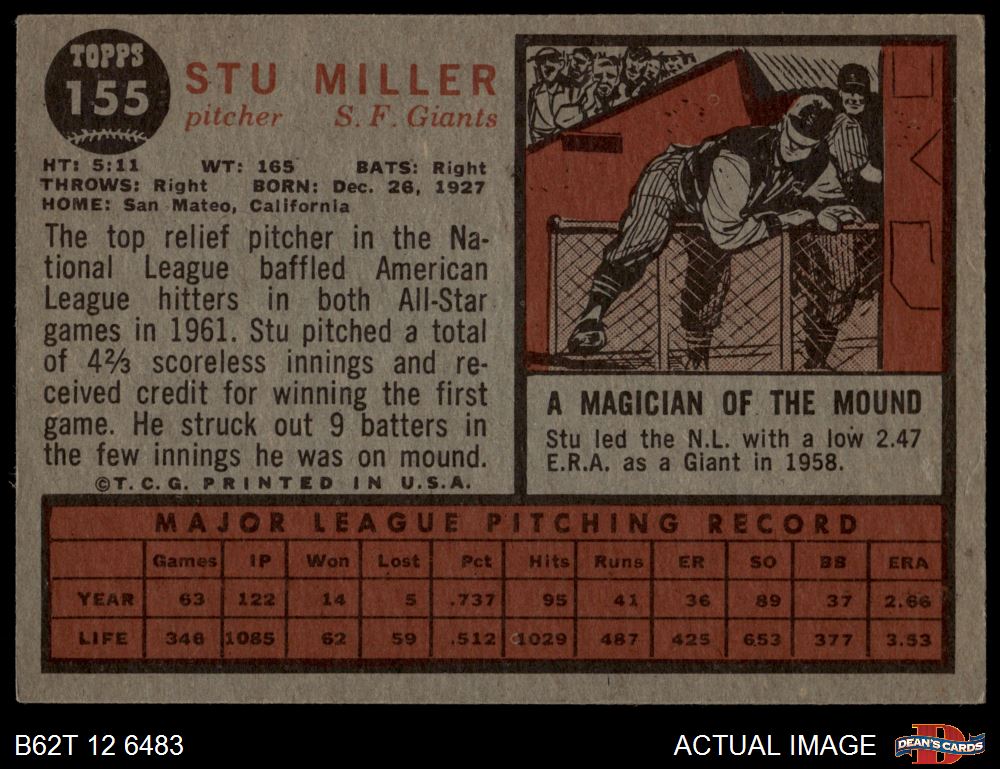 TOPPS
155
STU MILLER
pitcher S. F. Giants
HT: 5:11 WT: 165 BATS: Right
THROWS: Right BORN: Dec. 26, 1927
HOME: San Mateo, California
The top relief pitcher in the Na-
tional League baffled American
League hitters in both All-Star
games in 1961. Stu pitched a total
of 4⅔ scoreless innings and re-
ceived credit for winning the first
game. He struck out 9 batters in
the few innings he was on mound.
©T. C. G. PRINTED IN U.S.A.
A MAGICIAN OF THE MOUND
Stu led the N.L. with a low 2.47
E.R.A. as a Giant in 1958.
MAJOR LEAGUE PITCHING RECORD
Games IP Won Lost Pct Hits Runs ER SO BB ERA
YEAR 63 122 14 5 .737 95 41 36 89 37 2.66
LIFE 346 1085 62 59 .512 1029 487 425 653 377 3.53
B62T 12 6483
ACTUAL IMAGE
D
DEAN'S CARDS